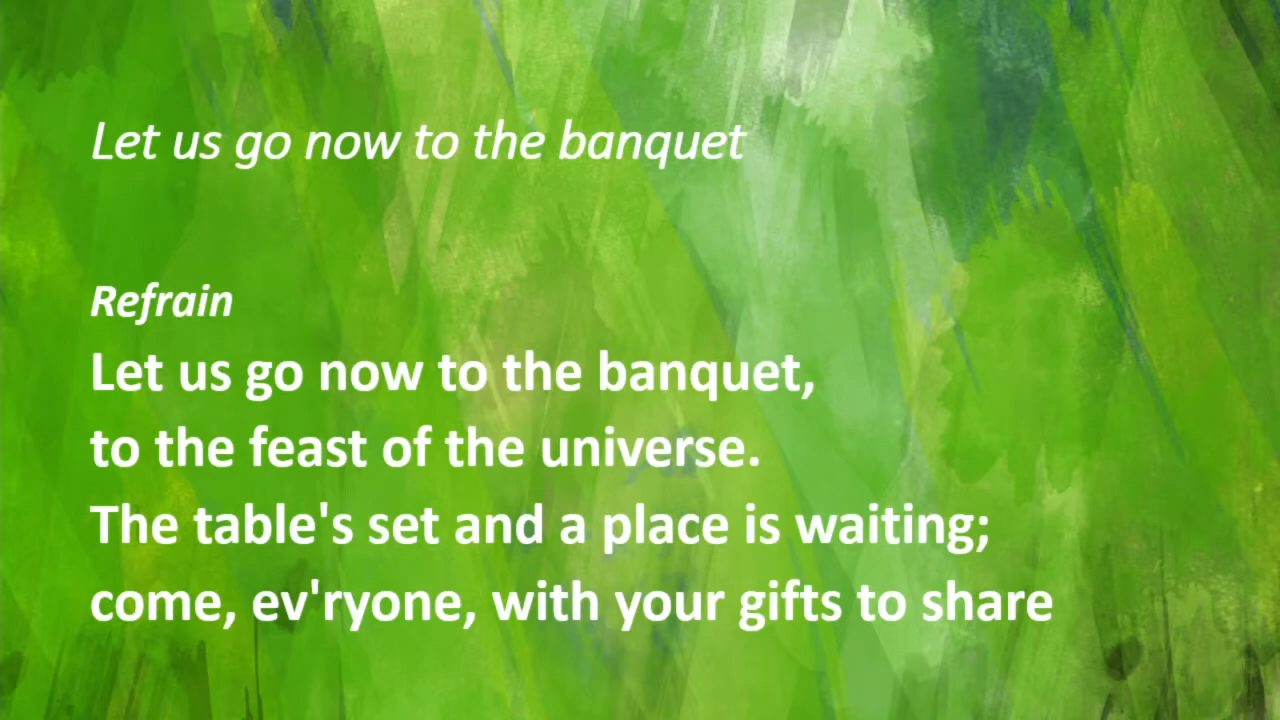 Let us go now to the banquet
Refrain
Let us go now to the banquet,
to the feast of the universe.
The table's set and a place is waiting;
come, ev'ryone, with your gifts to share